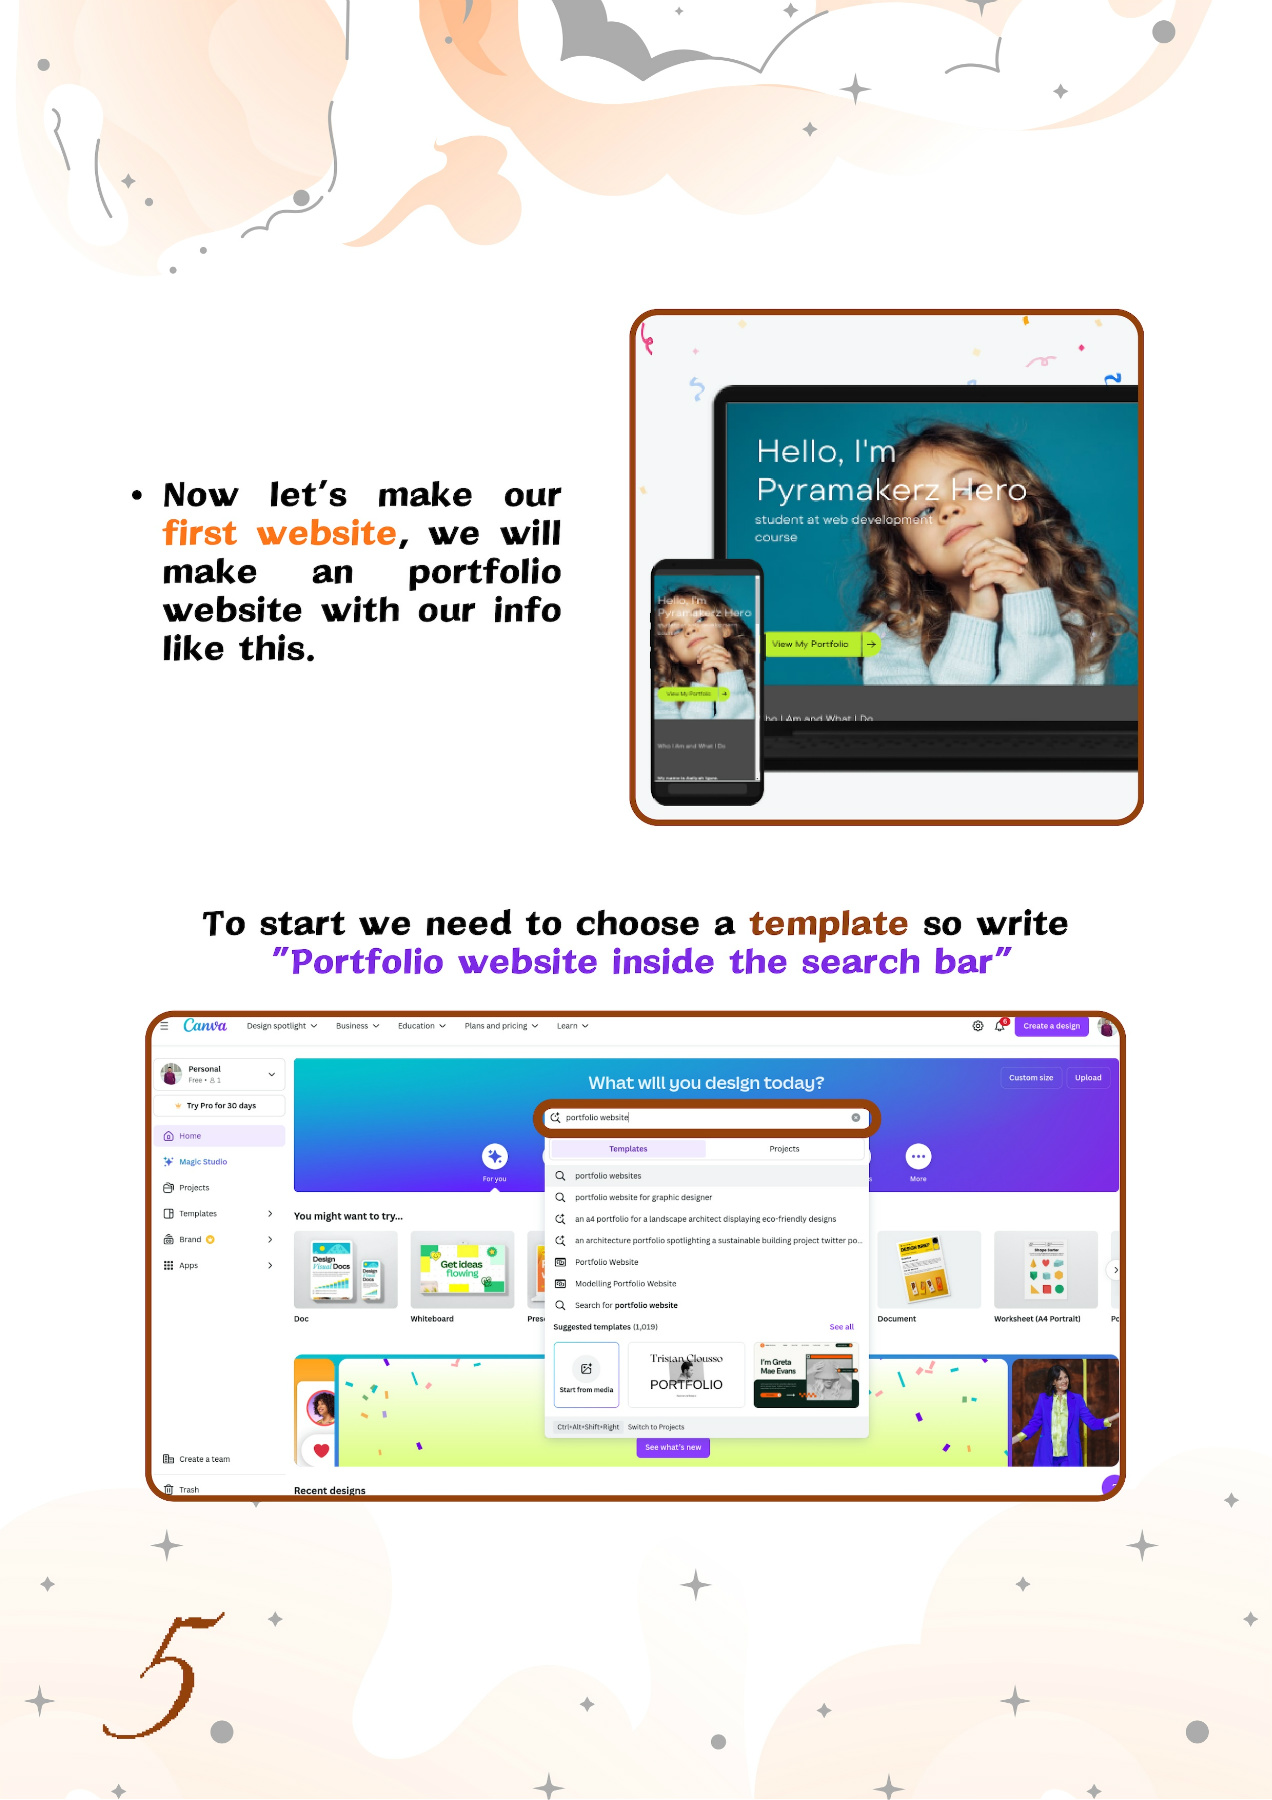 Hello, I'm
Pyramakerz Hero
student at web development
course
View My Portfolio
Who I Am and What I Do
Hello, I'm
Pyramakerz Hero
View My Portfolio
Who I Am and What I Do
• Now let's make our
first website, we will
make an portfolio
website with our info
like this.
To start we need to choose a template so write
"Portfolio website inside the search bar"
Canva Design spotlight Business Education Plans and pricing Learn Create a design
Personal
Free • 1
Try Pro for 30 days
Home
Magic Studio
Projects
Templates
Brand
Apps
Create a team
Trash
What will you design today?
Custom size Upload
portfolio website
Templates Projects
For you
More
portfolio websites
portfolio website for graphic designer
an a4 portfolio for a landscape architect displaying eco-friendly designs
an architecture portfolio spotlighting a sustainable building project twitter po...
Portfolio Website
Modelling Portfolio Website
Search for portfolio website
Suggested templates (1,019) See all
Start from media
Tristan Clousso
PORTFOLIO
I'm Greta
Mae Evans
Ctrl+Alt+Shift+Right Switch to Projects
See what's new
You might want to try...
Design
Visual Docs
Get ideas
flowing
DESIGN BRIEF
Doc
Whiteboard
Document
Worksheet (A4 Portrait)
Recent designs
5